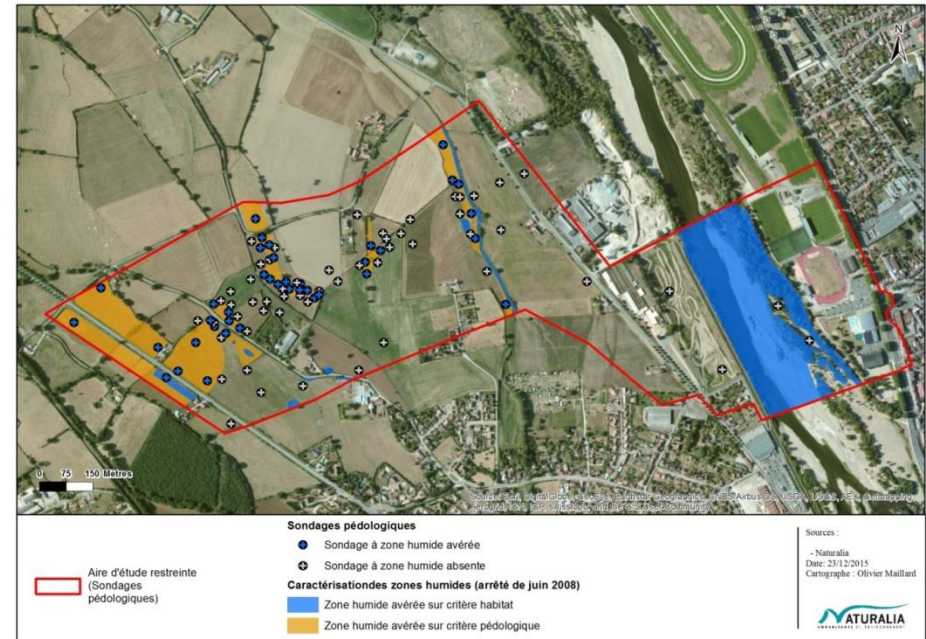 N
0 75 150 Mètres
Sondages pédologiques
Sondage à zone humide avérée
Sondage à zone humide absente
Caractérisationdes zones humides (arrêté de juin 2008)
Zone humide avérée sur critère habitat
Zone humide avérée sur critère pédologique
Aire d'étude restreinte
(Sondages
pédologiques)
Sources :
- Naturalia
Date: 23/12/2015
Cartographe : Olivier Maillard
NATURALIA